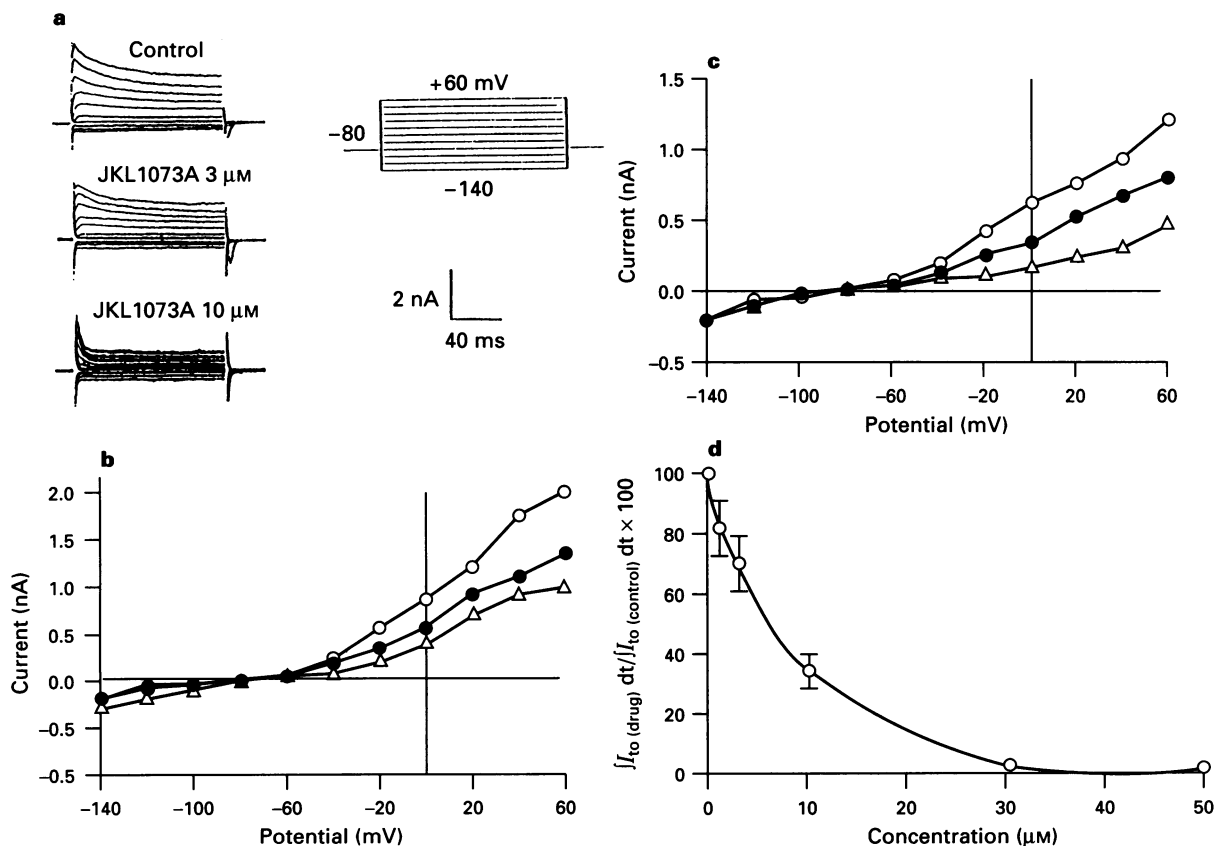 a
Control
JKL1073A 3 μM
JKL1073A 10 μM
+60 mV
−80
−140
2 nA
40 ms
b
Current (nA)
2.0
1.5
1.0
0.5
0.0
−0.5
−0.5
−140
−100
−60
−20
20
60
Potential (mV)
c
Current (nA)
1.5
1.0
0.5
0.0
−0.5
−140
−100
−60
−20
20
60
Potential (mV)
d
∫Ito (drug) dt/∫Ito (control) dt × 100
100
80
60
40
20
0
0
10
20
30
40
50
Concentration (μM)